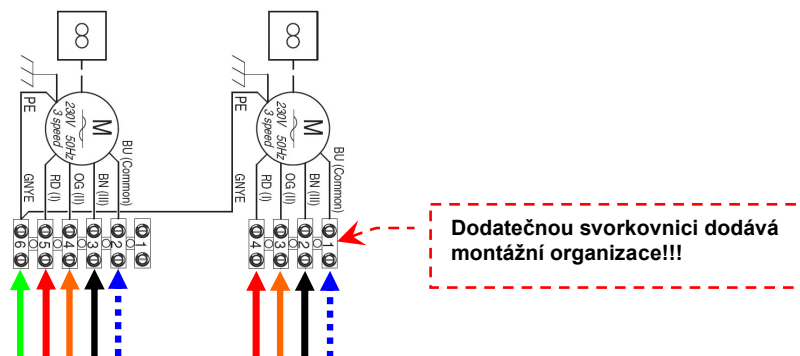 M
230V 50Hz
3 speed
PE
GNYE
RD (I)
OG (II)
BN (III)
BU (Common)
6
5
4
3
2
1
M
230V 50Hz
3 speed
PE
GNYE
RD (I)
OG (II)
BN (III)
BU (Common)
4
3
2
1
Dodatečnou svorkovnici dodává
montážní organizace!!!